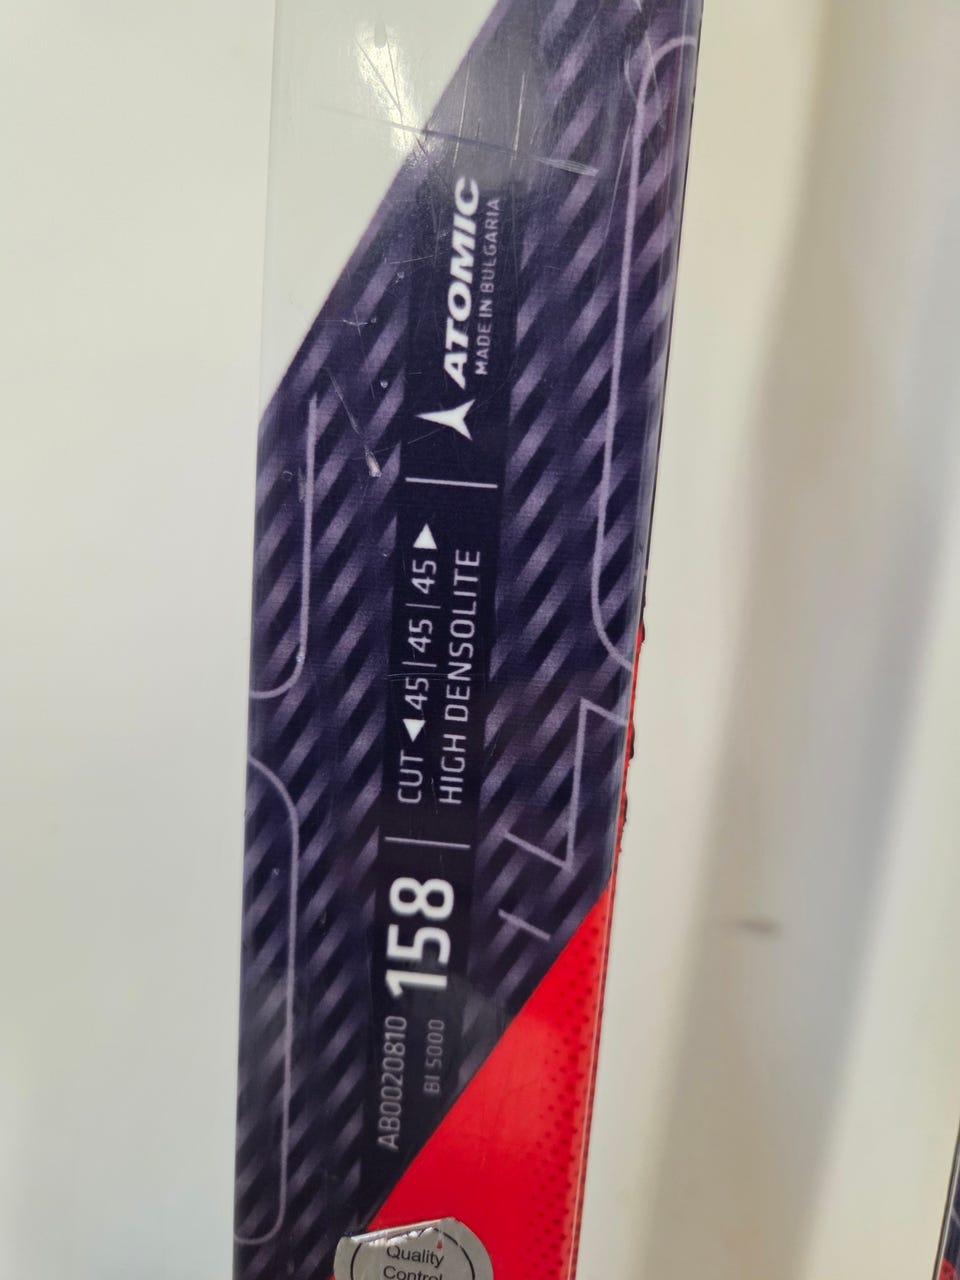 ATOMIC
MADE IN BULGARIA
CUT ◀ 45 | 45 | 45 ▶
HIGH DENSOLITE
158
AB0020810
BI 5000
Quality
Control